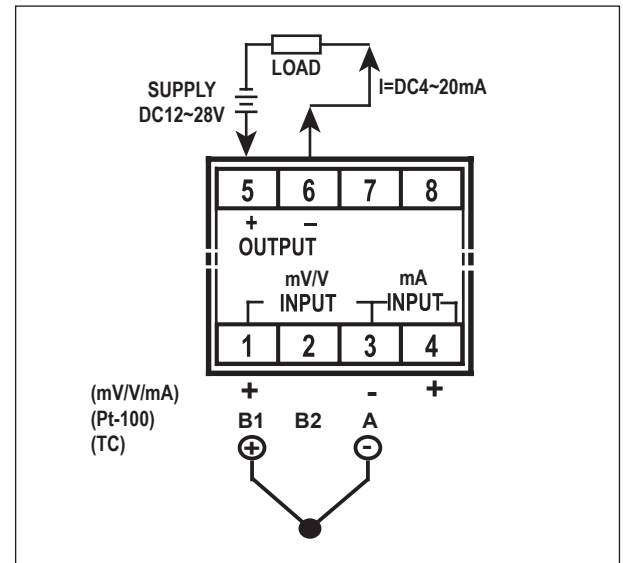 LOAD
SUPPLY
DC12~28V
I=DC4~20mA
5 6 7 8
+ –
OUTPUT
mV/V mA
INPUT INPUT
1 2 3 4
(mV/V/mA) + - +
(Pt-100) B1 B2 A
(TC) + -